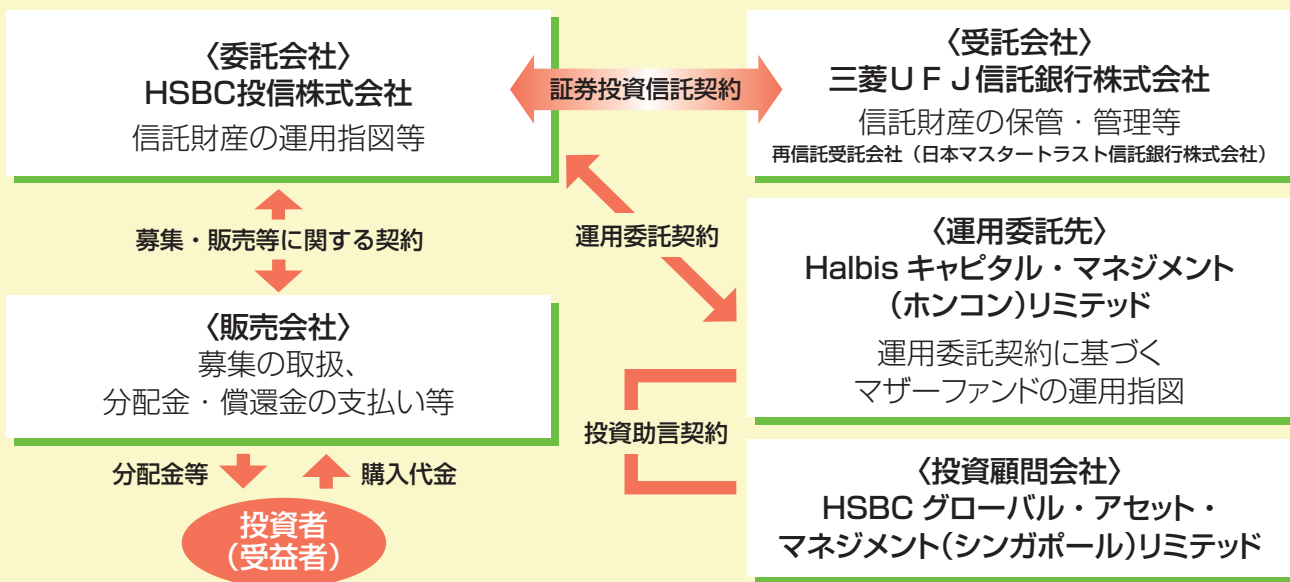 〈委託会社〉
HSBC投信株式会社
信託財産の運用指図等
証券投資信託契約
〈受託会社〉
三菱UFJ信託銀行株式会社
信託財産の保管・管理等
再信託受託会社（日本マスタートラスト信託銀行株式会社）
募集・販売等に関する契約
運用委託契約
〈運用委託先〉
Halbis キャピタル・マネジメント
（ホンコン）リミテッド
運用委託契約に基づく
マザーファンドの運用指図
〈販売会社〉
募集の取扱、
分配金・償還金の支払い等
投資助言契約
分配金等
購入代金
投資者
（受益者）
〈投資顧問会社〉
HSBC グローバル・アセット・
マネジメント（シンガポール）リミテッド